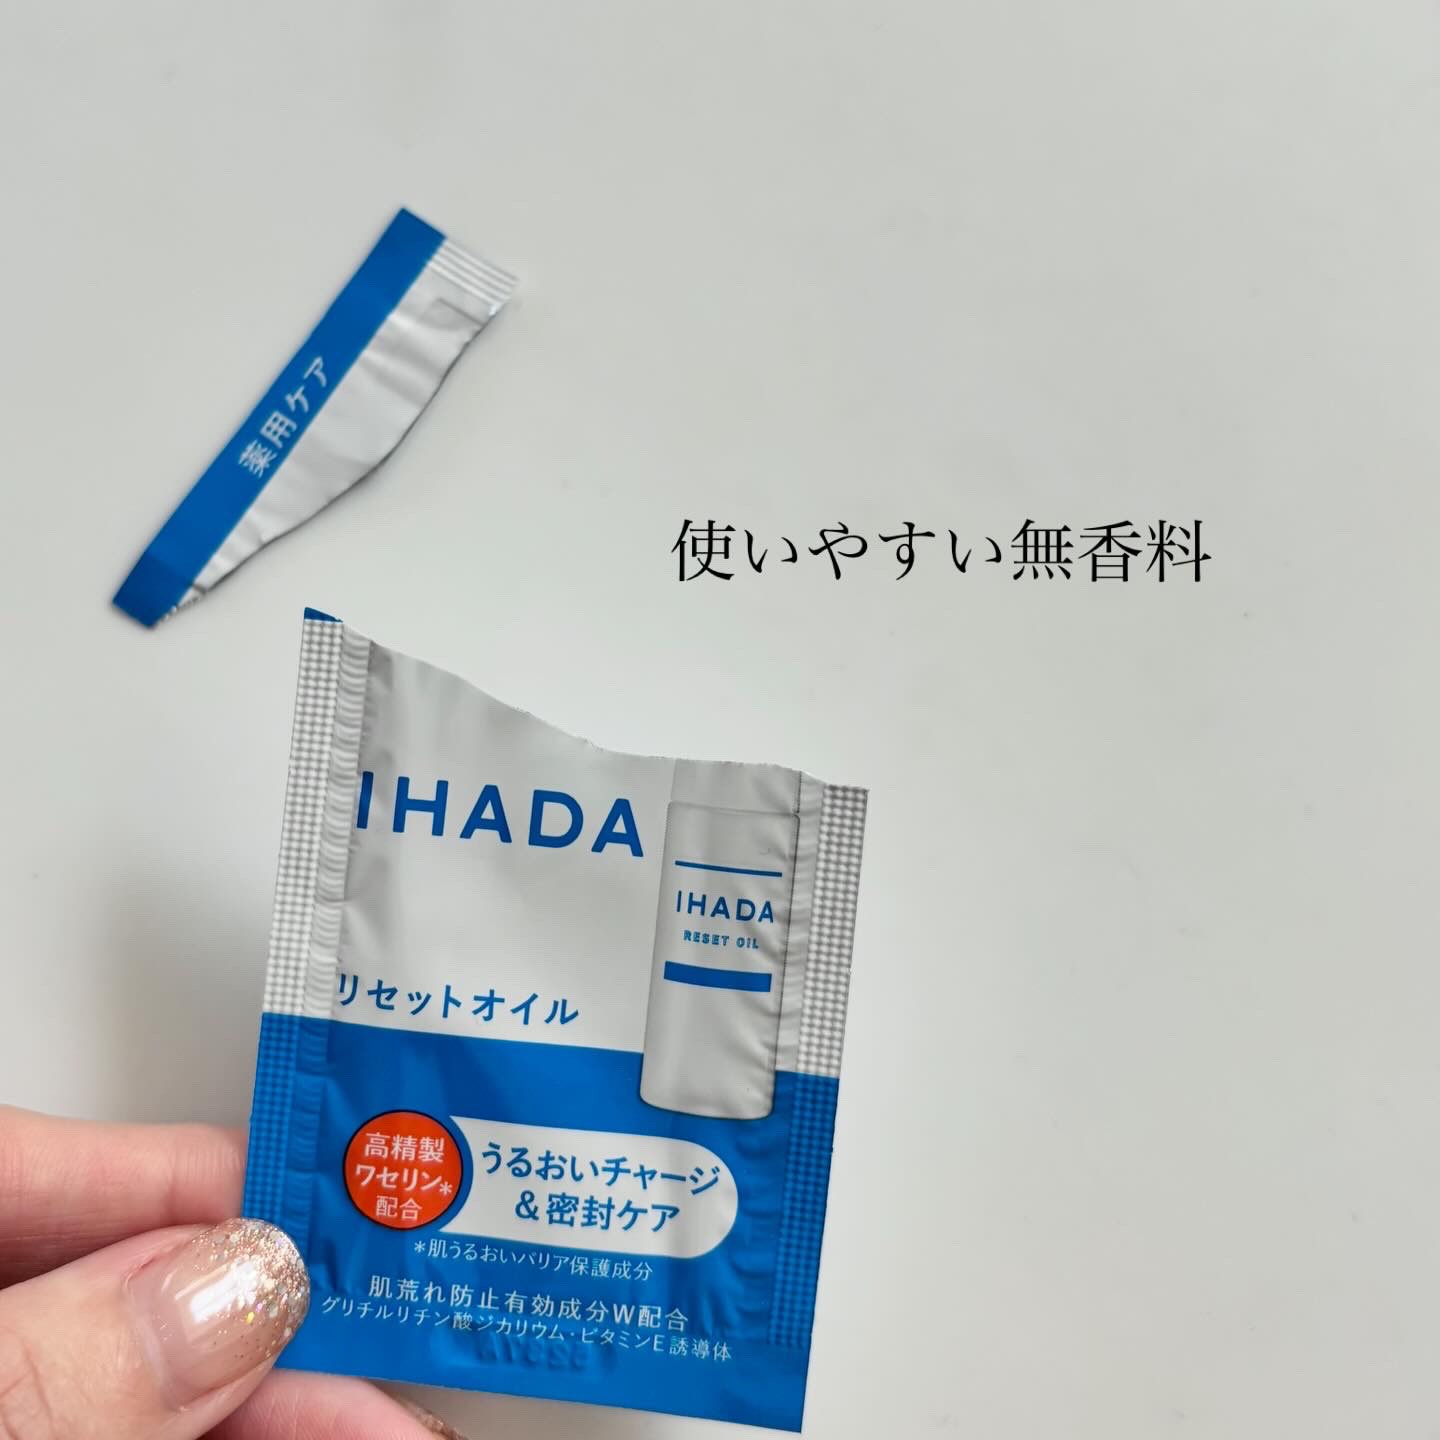 薬用ケア
使いやすい無香料
IHADA
IHADA
RESET OIL
リセットオイル
高精製
ワセリン*
配合
うるおいチャージ
&密封ケア
*肌うるおいバリア保護成分
肌荒れ防止有効成分W配合
グリチルリチン酸ジカリウム・ビタミンE誘導体